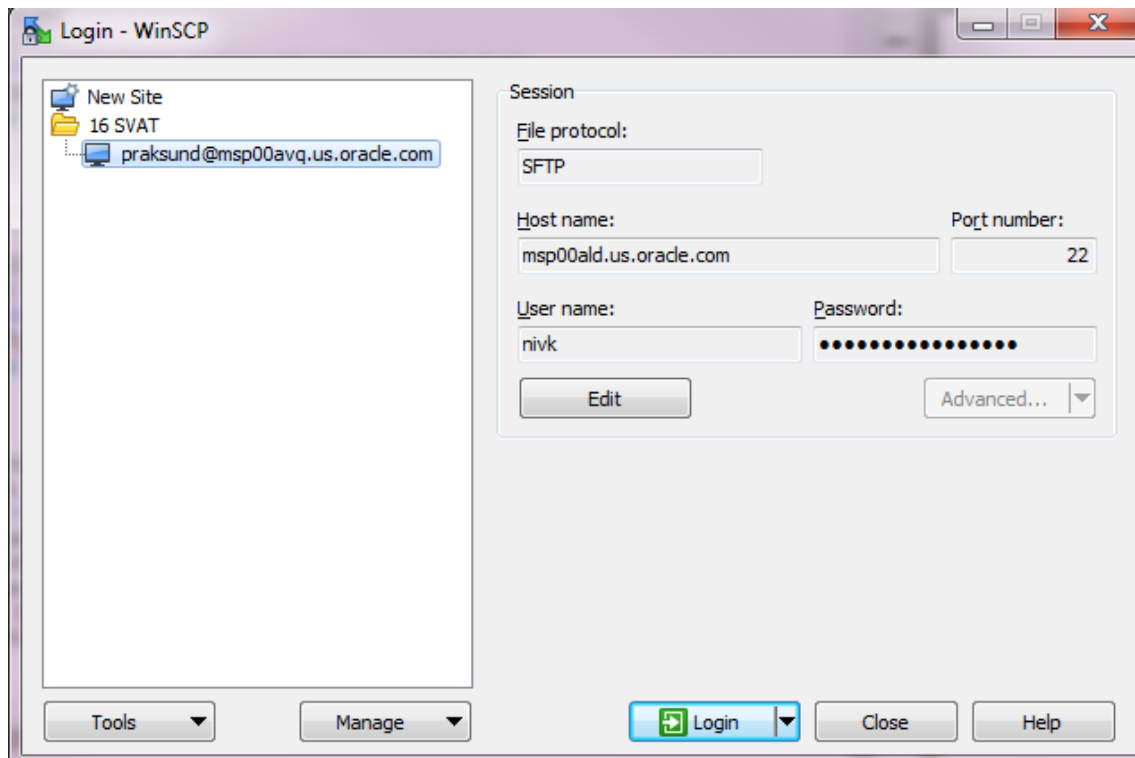 Login - WinSCP
New Site
16 SVAT
praksund@msp00avq.us.oracle.com
Session
File protocol:
SFTP
Host name:
Port number:
msp00ald.us.oracle.com
22
User name:
Password:
nivk
••••••••••••••••
Edit
Advanced...
Tools
Manage
Login
Close
Help